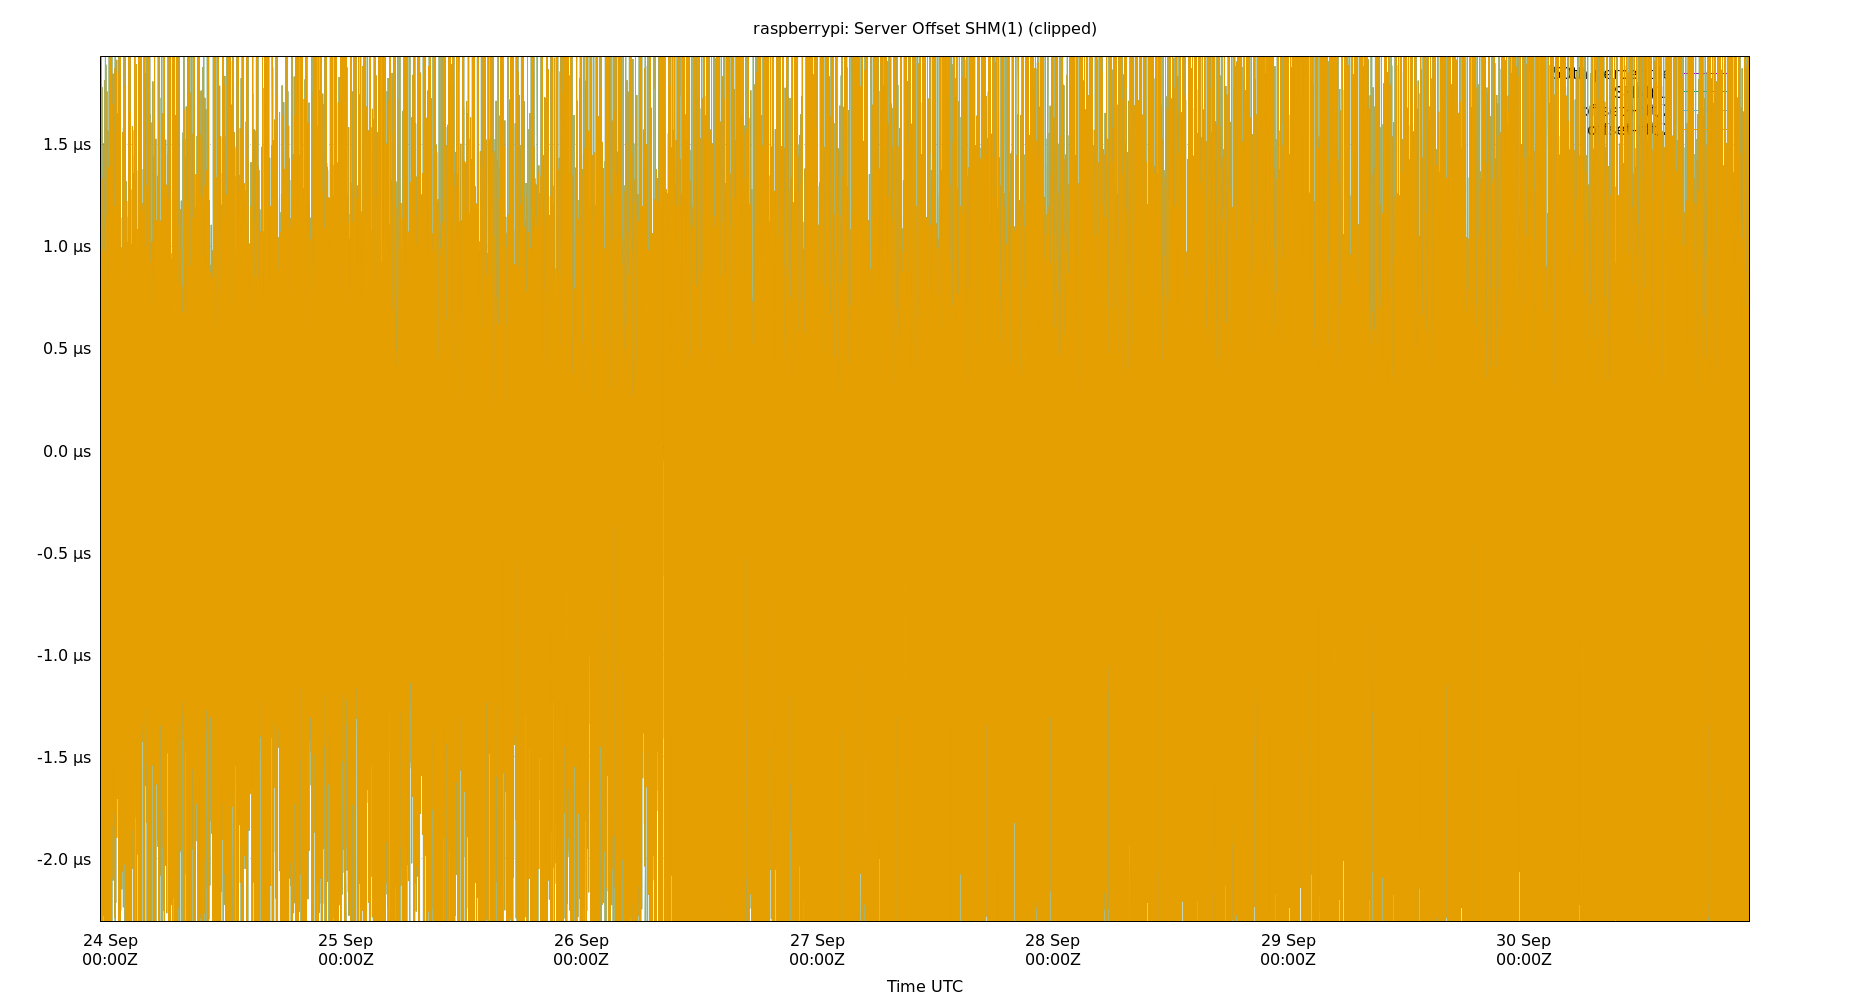 raspberrypi: Server Offset SHM(1) (clipped)
1.5 µs
1.0 µs
0.5 µs
0.0 µs
-0.5 µs
-1.0 µs
-1.5 µs
-2.0 µs
24 Sep 25 Sep 26 Sep 27 Sep 28 Sep 29 Sep 30 Sep
00:00Z 00:00Z 00:00Z 00:00Z 00:00Z 00:00Z 00:00Z
Time UTC